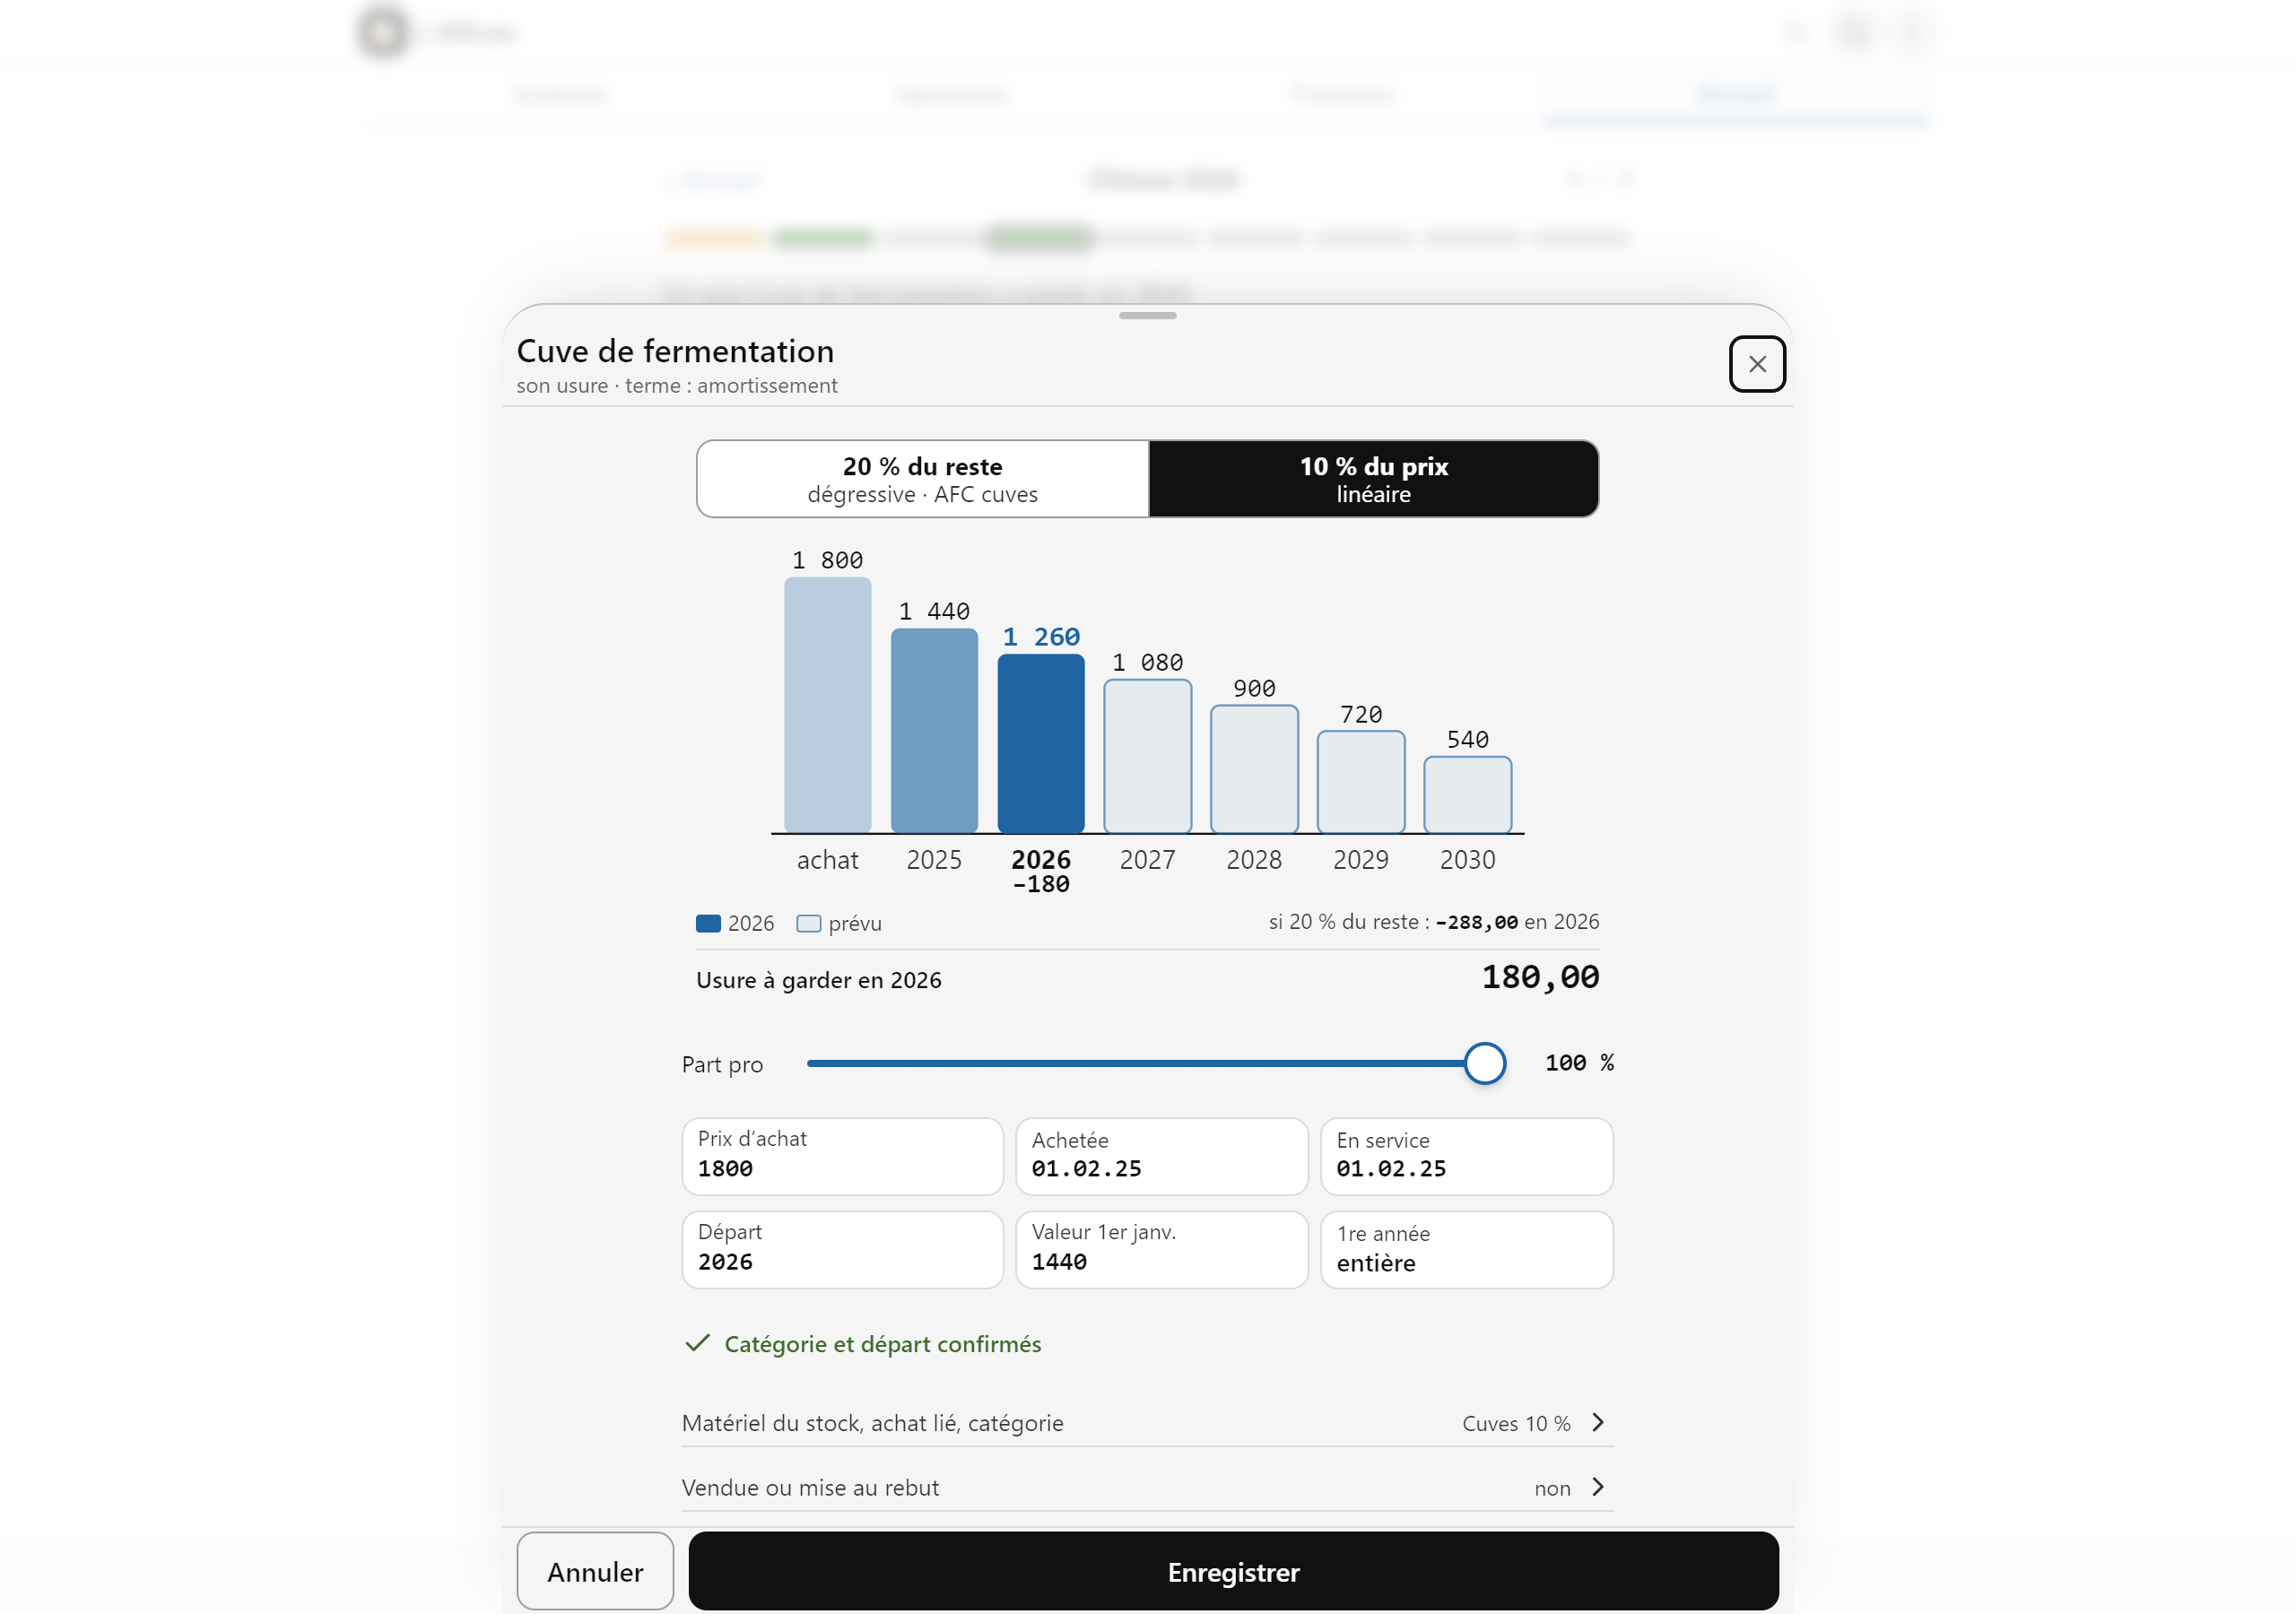 Cuve de fermentation
son usure · terme : amortissement
20 % du reste
dégressive · AFC cuves
10 % du prix
linéaire
1 800
1 440
1 260
1 080
900
720
540
achat
2025
2026
2027
2028
2029
2030
−180
2026
prévu
si 20 % du reste : −288,00 en 2026
Usure à garder en 2026
180,00
Part pro
100 %
Prix d’achat
1800
Achetée
01.02.25
En service
01.02.25
Départ
2026
Valeur 1er janv.
1440
1re année
entière
Catégorie et départ confirmés
Matériel du stock, achat lié, catégorie
Cuves 10 %
Vendue ou mise au rebut
non
Annuler
Enregistrer